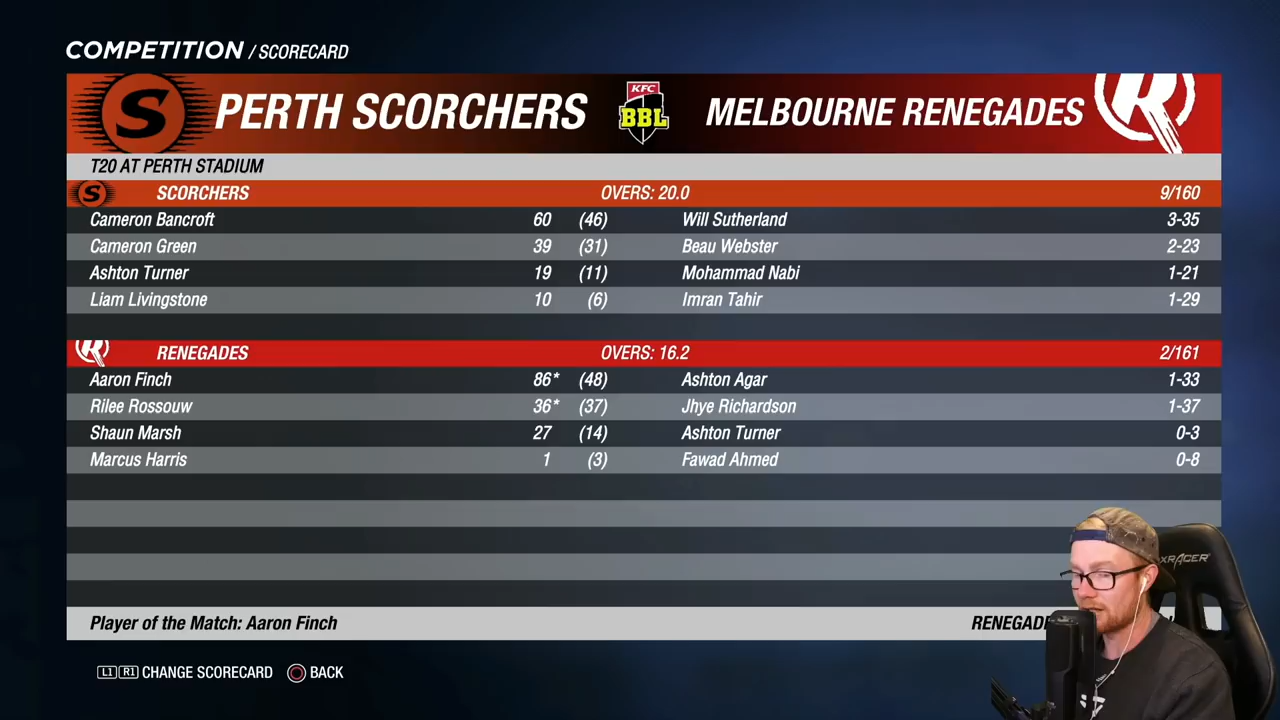 COMPETITION / SCORECARD
S PERTH SCORCHERS KFC BBL MELBOURNE RENEGADES R
T20 AT PERTH STADIUM
S SCORCHERS OVERS: 20.0 9/160
Cameron Bancroft 60 (46) Will Sutherland 3-35
Cameron Green 39 (31) Beau Webster 2-23
Ashton Turner 19 (11) Mohammad Nabi 1-21
Liam Livingstone 10 (6) Imran Tahir 1-29
R RENEGADES OVERS: 16.2 2/161
Aaron Finch 86* (48) Ashton Agar 1-33
Rilee Rossouw 36* (37) Jhye Richardson 1-37
Shaun Marsh 27 (14) Ashton Turner 0-3
Marcus Harris 1 (3) Fawad Ahmed 0-8
Player of the Match: Aaron Finch RENEGAD
L1 R1 CHANGE SCORECARD BACK